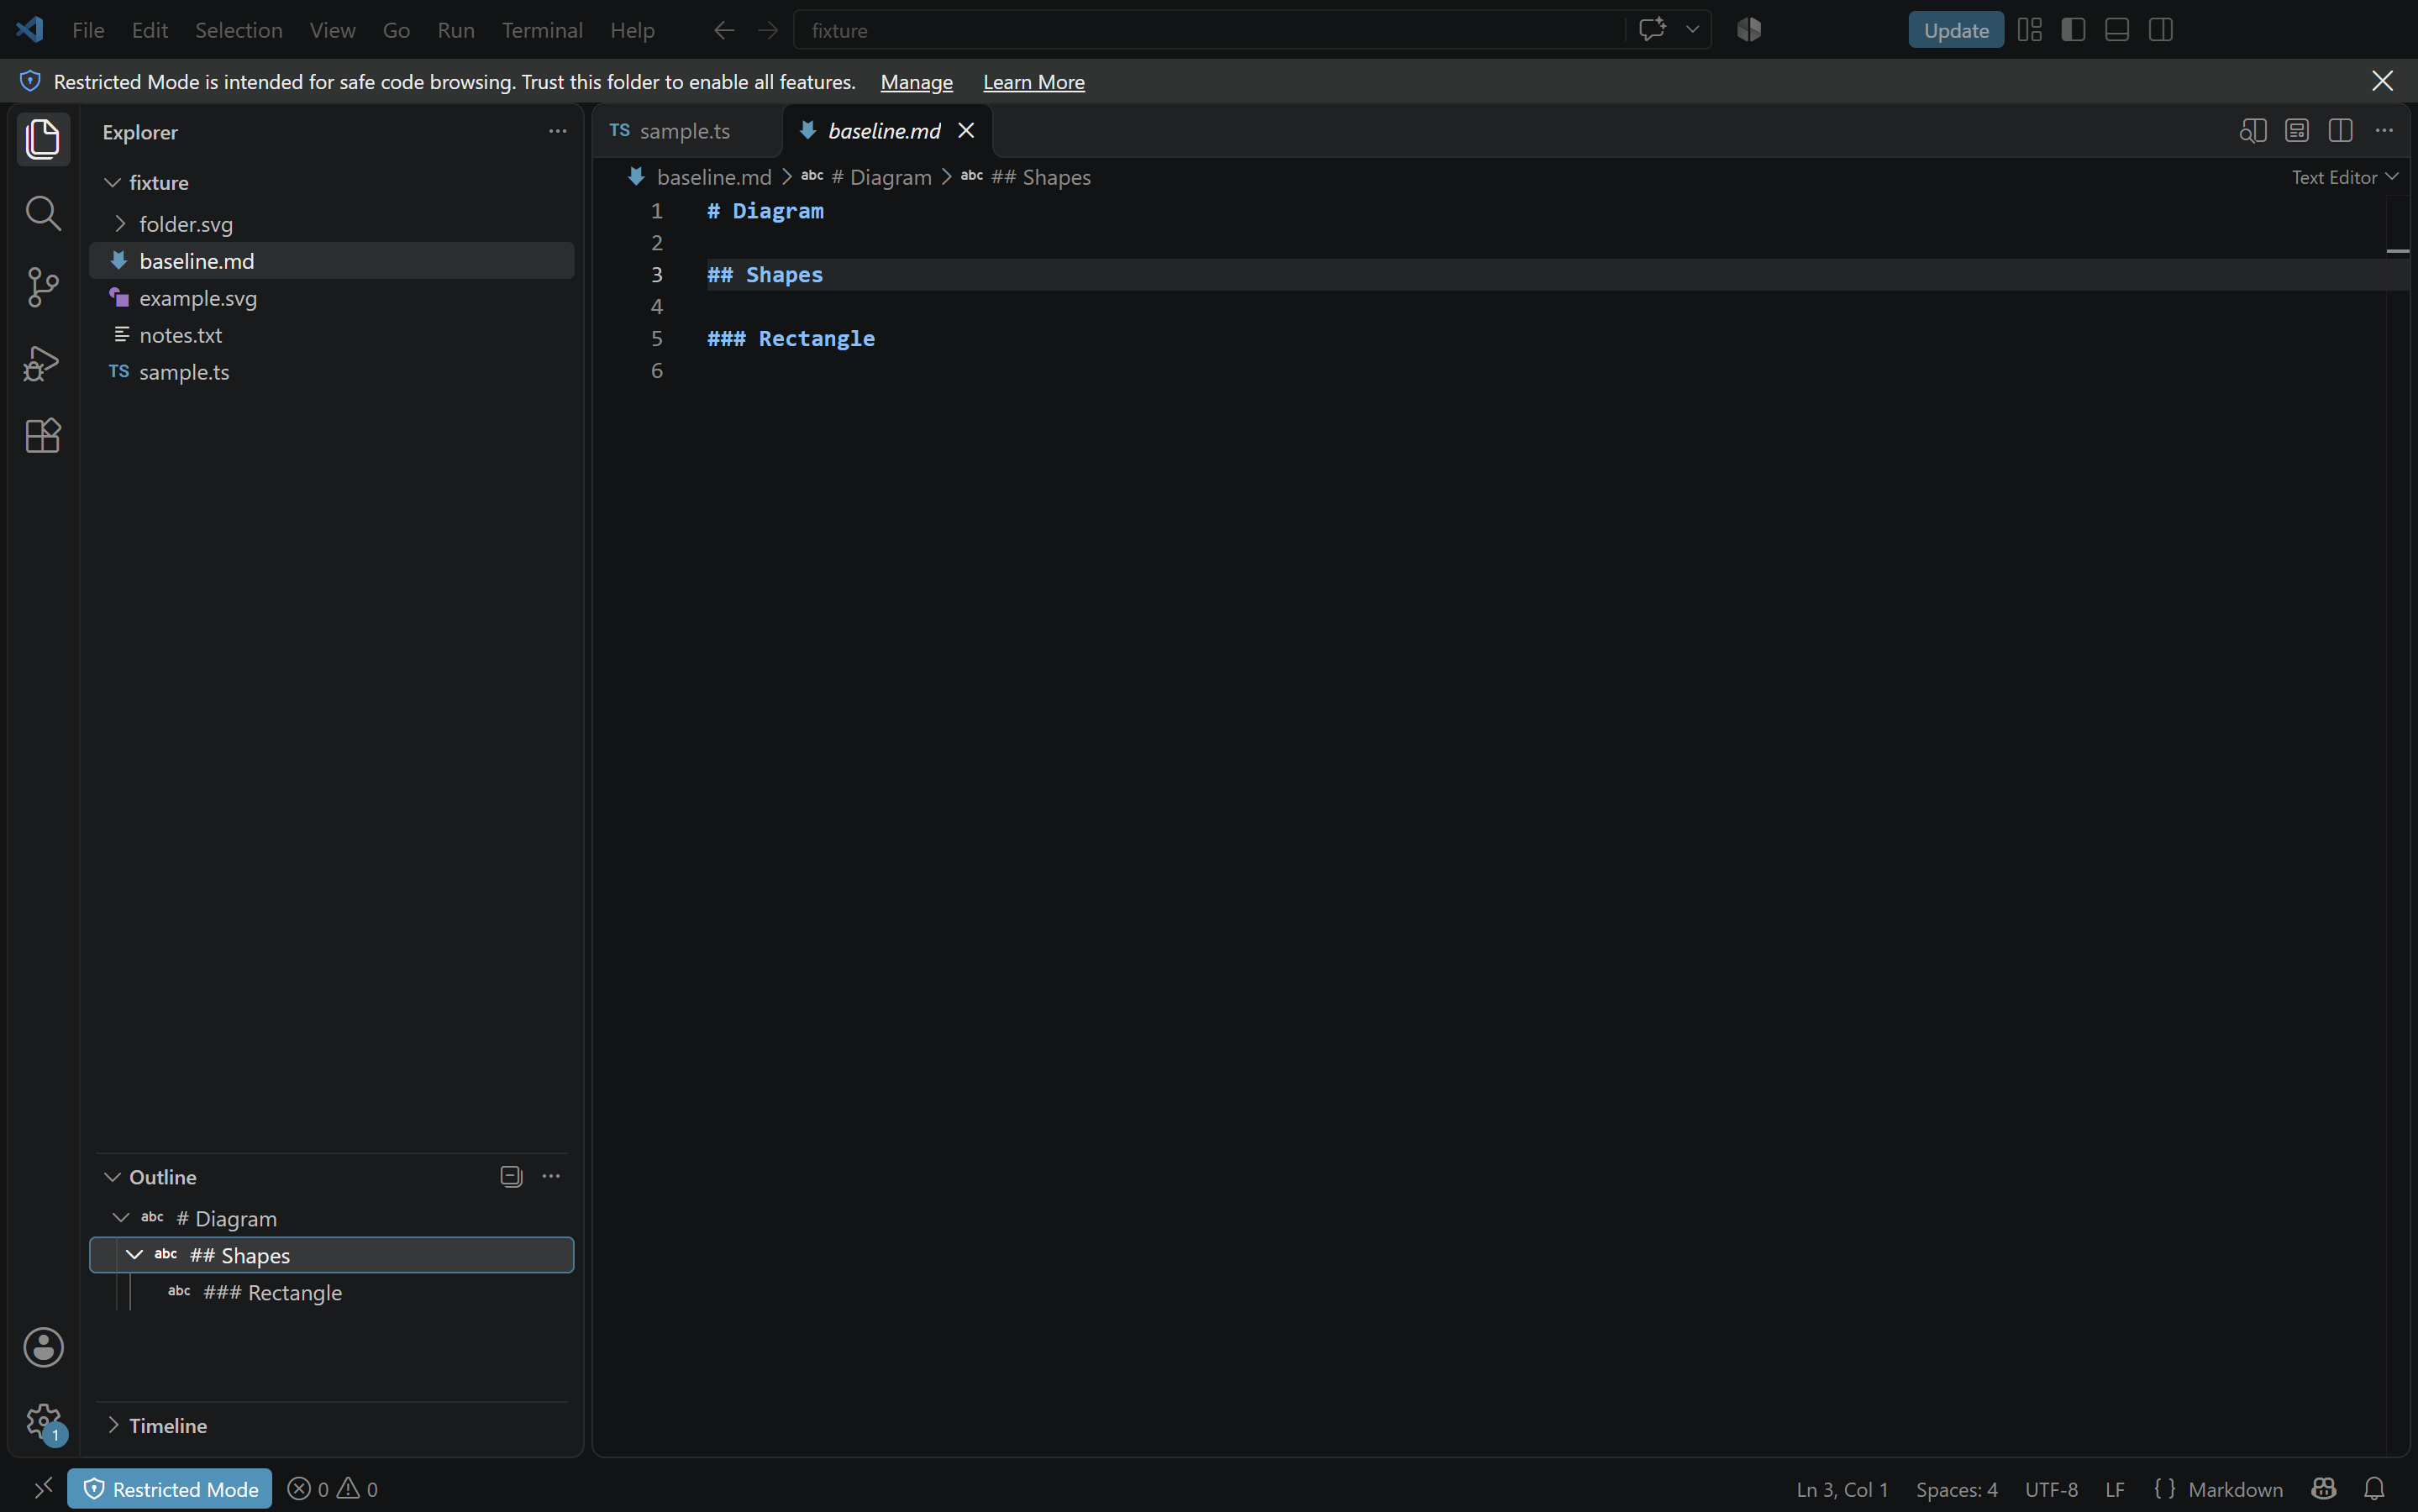 File Edit Selection View Go Run Terminal Help
fixture
Update
Restricted Mode is intended for safe code browsing. Trust this folder to enable all features. Manage Learn More
Explorer
fixture
folder.svg
baseline.md
example.svg
notes.txt
TS sample.ts
Outline
abc # Diagram
abc ## Shapes
abc ### Rectangle
Timeline
1
TS sample.ts
baseline.md
baseline.md > abc # Diagram > abc ## Shapes
Text Editor
1 # Diagram
2
3 ## Shapes
4
5 ### Rectangle
6
Restricted Mode 0 0
Ln 3, Col 1 Spaces: 4 UTF-8 LF {} Markdown